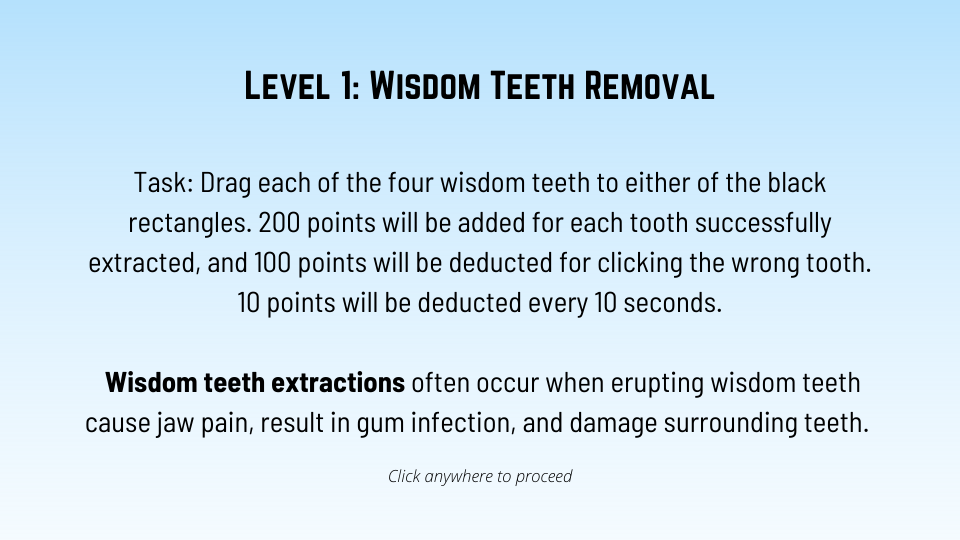 Level 1: Wisdom Teeth Removal
Task: Drag each of the four wisdom teeth to either of the black
rectangles. 200 points will be added for each tooth successfully
extracted, and 100 points will be deducted for clicking the wrong tooth.
10 points will be deducted every 10 seconds.
Wisdom teeth extractions often occur when erupting wisdom teeth
cause jaw pain, result in gum infection, and damage surrounding teeth.
Click anywhere to proceed